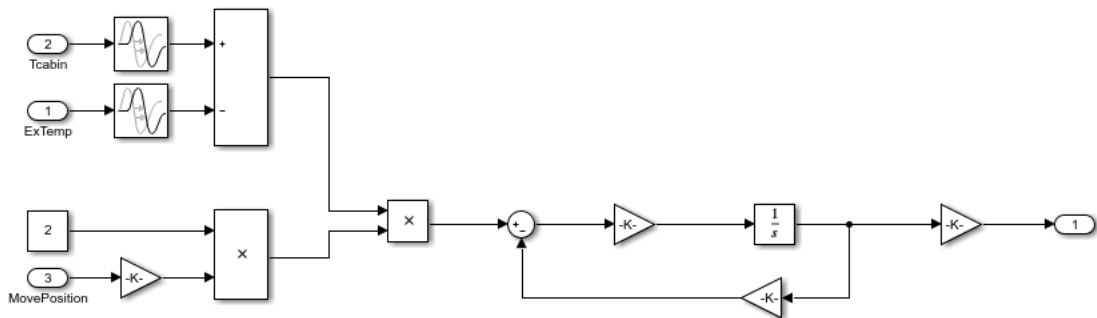 2
Tcabin
+
1
−
ExTemp
2
×
×
3
-K-
MovePosition
+
−
-K-
1
s
-K-
1
-K-